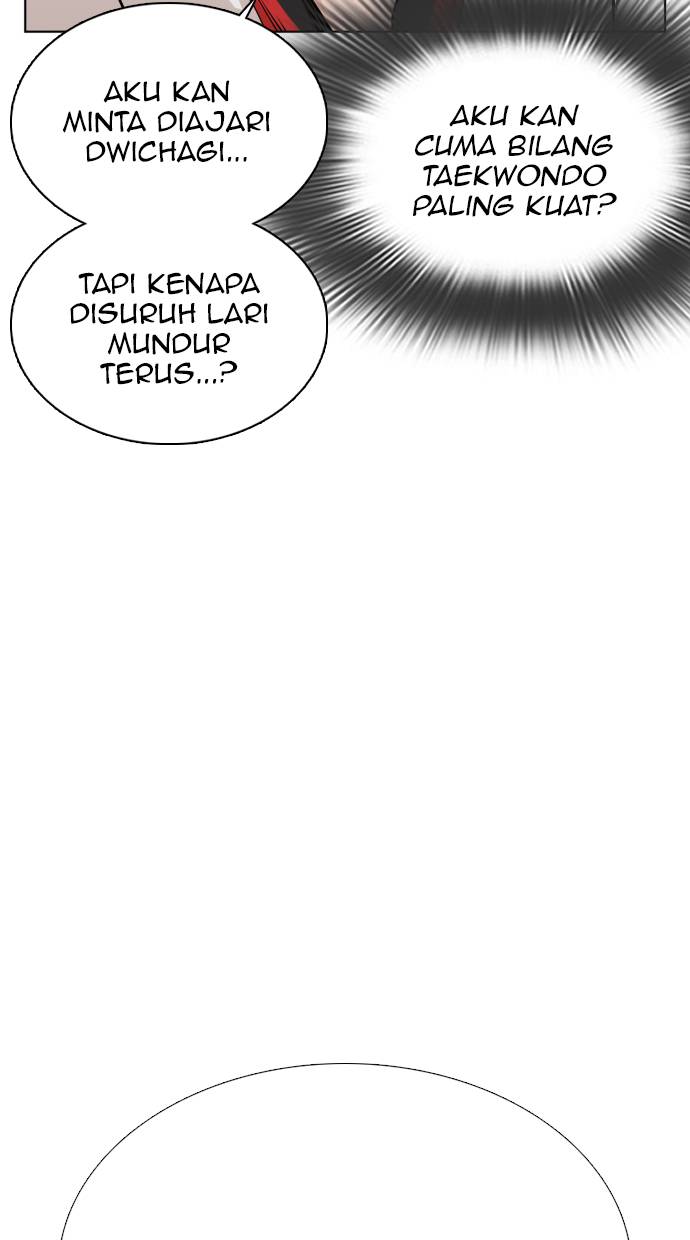 AKU KAN
MINTA DIAJARI
DWICHAGI...
AKU KAN
CUMA BILANG
TAEKWONDO
PALING KUAT?
TAPI KENAPA
DISURUH LARI
MUNDUR
TERUS...?